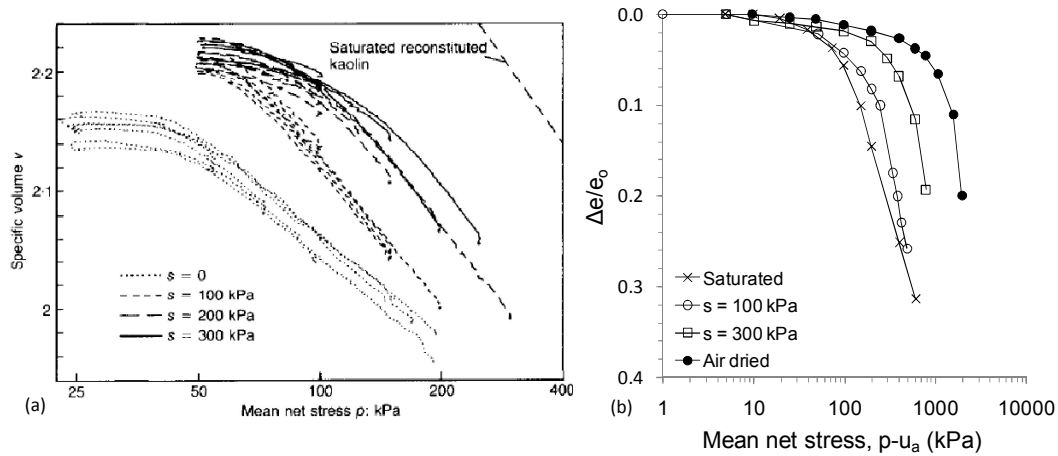 2·2
2·1
2
Specific volume v
Saturated reconstituted
kaolin
s = 0
s = 100 kPa
s = 200 kPa
s = 300 kPa
25
50
100
200
400
(a)
Mean net stress p: kPa
0.0
0.1
0.2
0.3
0.4
Δe/eo
Saturated
s = 100 kPa
s = 300 kPa
Air dried
1
10
100
1000
10000
(b)
Mean net stress, p-ua (kPa)